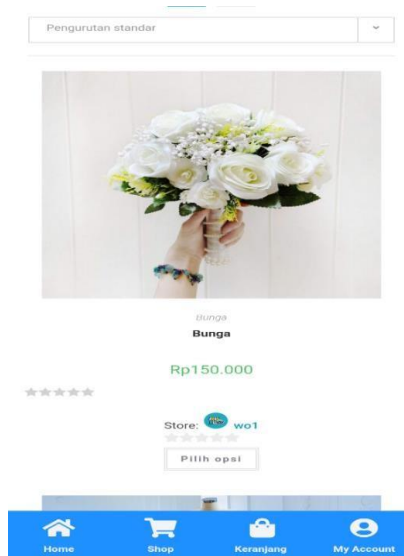 Pengurutan standar
Bunga
Bunga
Rp150.000
Store: wo1
Pilih opsi
Home Shop Keranjang My Account